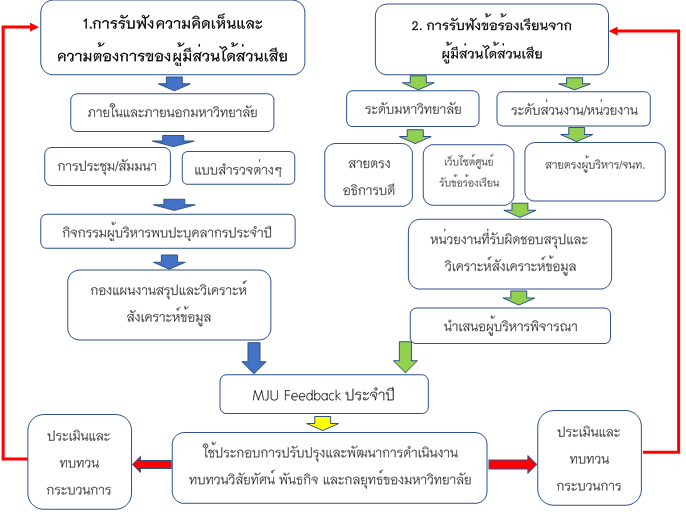 1.การรับฟังความคิดเห็นและ
ความต้องการของผู้มีส่วนได้ส่วนเสีย
ภายในและภายนอกมหาวิทยาลัย
การประชุม/สัมมนา
แบบสำรวจต่างๆ
กิจกรรมผู้บริหารพบปะบุคลากรประจำปี
กองแผนงานสรุปและวิเคราะห์
สังเคราะห์ข้อมูล
2. การรับฟังข้อร้องเรียนจาก
ผู้มีส่วนได้ส่วนเสีย
ระดับมหาวิทยาลัย
ระดับส่วนงาน/หน่วยงาน
สายตรง
อธิการบดี
เว็บไซต์ศูนย์
รับข้อร้องเรียน
สายตรงผู้บริหาร/จนท.
หน่วยงานที่รับผิดชอบสรุปและ
วิเคราะห์สังเคราะห์ข้อมูล
นำเสนอผู้บริหารพิจารณา
MJU Feedback ประจำปี
ใช้ประกอบการปรับปรุงและพัฒนาการดำเนินงาน
ทบทวนวิสัยทัศน์ พันธกิจ และกลยุทธ์ของมหาวิทยาลัย
ประเมินและ
ทบทวน
กระบวนการ
ประเมินและ
ทบทวน
กระบวนการ